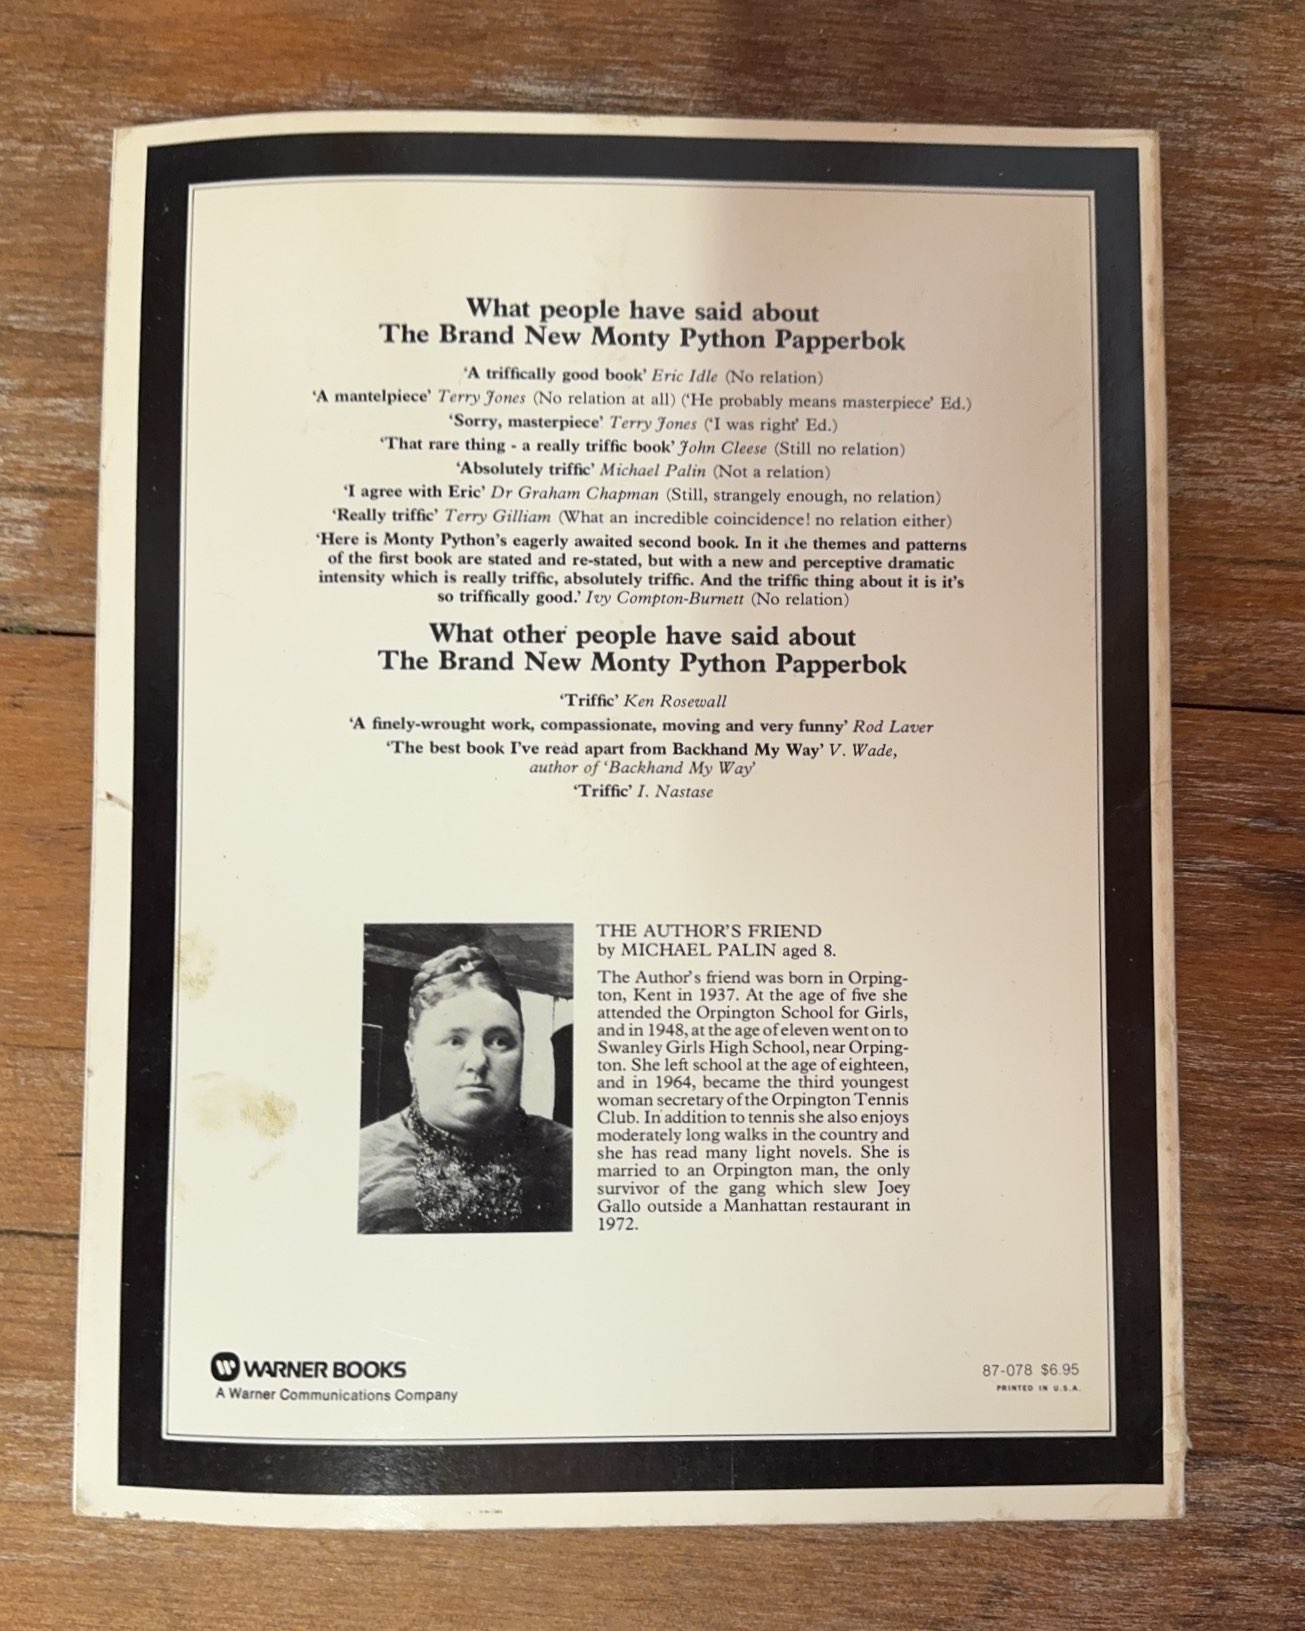 What people have said about
The Brand New Monty Python Papperbok
‘A triffically good book’ Eric Idle (No relation)
‘A mantelpiece’ Terry Jones (No relation at all) (‘He probably means masterpiece’ Ed.)
‘Sorry, masterpiece’ Terry Jones (‘I was right’ Ed.)
‘That rare thing - a really triffic book’ John Cleese (Still no relation)
‘Absolutely triffic’ Michael Palin (Not a relation)
‘I agree with Eric’ Dr Graham Chapman (Still, strangely enough, no relation)
‘Really triffic’ Terry Gilliam (What an incredible coincidence! no relation either)
‘Here is Monty Python’s eagerly awaited second book. In it the themes and patterns
of the first book are stated and re-stated, but with a new and perceptive dramatic
intensity which is really triffic, absolutely triffic. And the triffic thing about it is it’s
so triffically good.’ Ivy Compton-Burnett (No relation)
What other people have said about
The Brand New Monty Python Papperbok
‘Triffic’ Ken Rosewall
‘A finely-wrought work, compassionate, moving and very funny’ Rod Laver
‘The best book I’ve read apart from Backhand My Way’ V. Wade,
author of ‘Backhand My Way’
‘Triffic’ I. Nastase
THE AUTHOR’S FRIEND
by MICHAEL PALIN aged 8.
The Author’s friend was born in Orping-
ton, Kent in 1937. At the age of five she
attended the Orpington School for Girls,
and in 1948, at the age of eleven went on to
Swanley Girls High School, near Orping-
ton. She left school at the age of eighteen,
and in 1964, became the third youngest
woman secretary of the Orpington Tennis
Club. In addition to tennis she also enjoys
moderately long walks in the country and
she has read many light novels. She is
married to an Orpington man, the only
survivor of the gang which slew Joey
Gallo outside a Manhattan restaurant in
1972.
WARNER BOOKS
A Warner Communications Company
87-078 $6.95
PRINTED IN U.S.A.